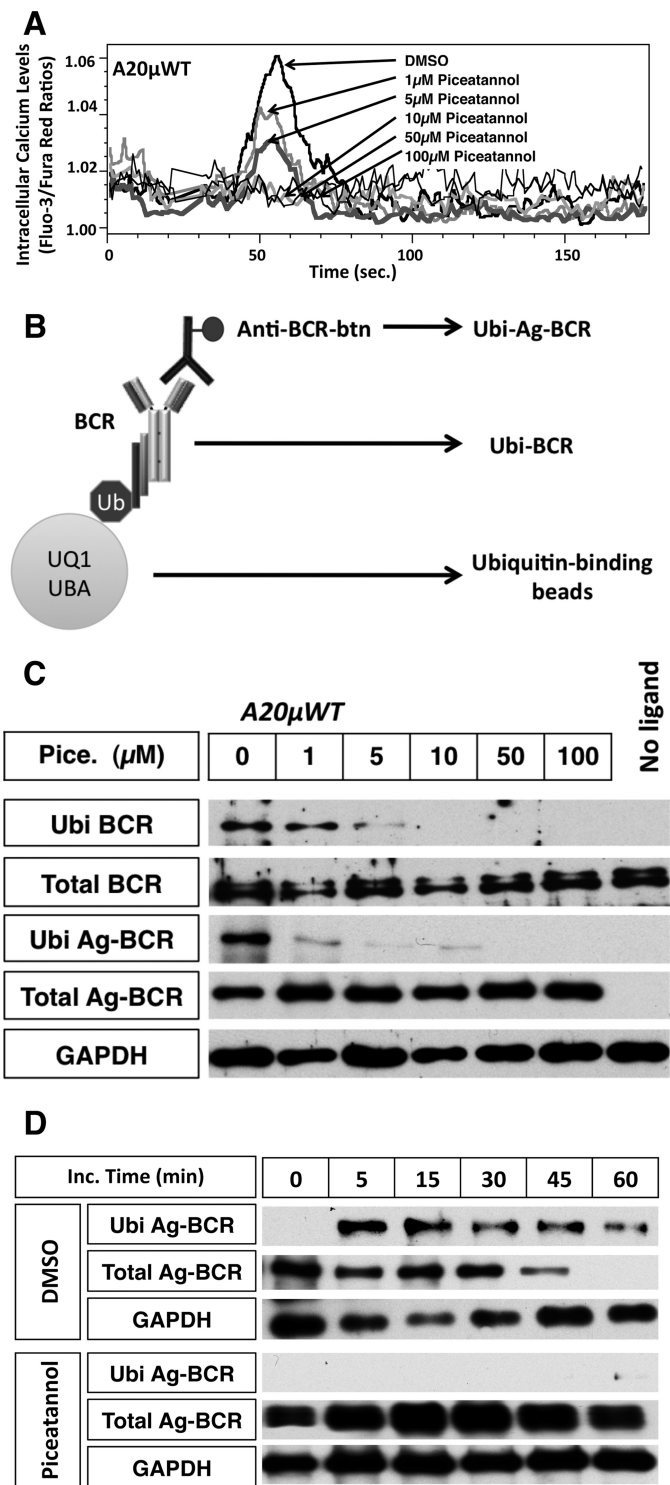 A
Intracellular Calcium Levels
(Fluo-3/Fura Red Ratios)
1.06
1.04
1.02
1.00
A20µWT
DMSO
1µM Piceatannol
5µM Piceatannol
10µM Piceatannol
50µM Piceatannol
100µM Piceatannol
0 50 100 150
Time (sec.)
B
Anti-BCR-btn Ubi-Ag-BCR
BCR
Ubi-BCR
Ub
UQ1
UBA
Ubiquitin-binding
beads
C
A20µWT
No ligand
Pice. (µM) 0 1 5 10 50 100
Ubi BCR
Total BCR
Ubi Ag-BCR
Total Ag-BCR
GAPDH
D
Inc. Time (min) 0 5 15 30 45 60
DMSO
Ubi Ag-BCR
Total Ag-BCR
GAPDH
Piceatannol
Ubi Ag-BCR
Total Ag-BCR
GAPDH